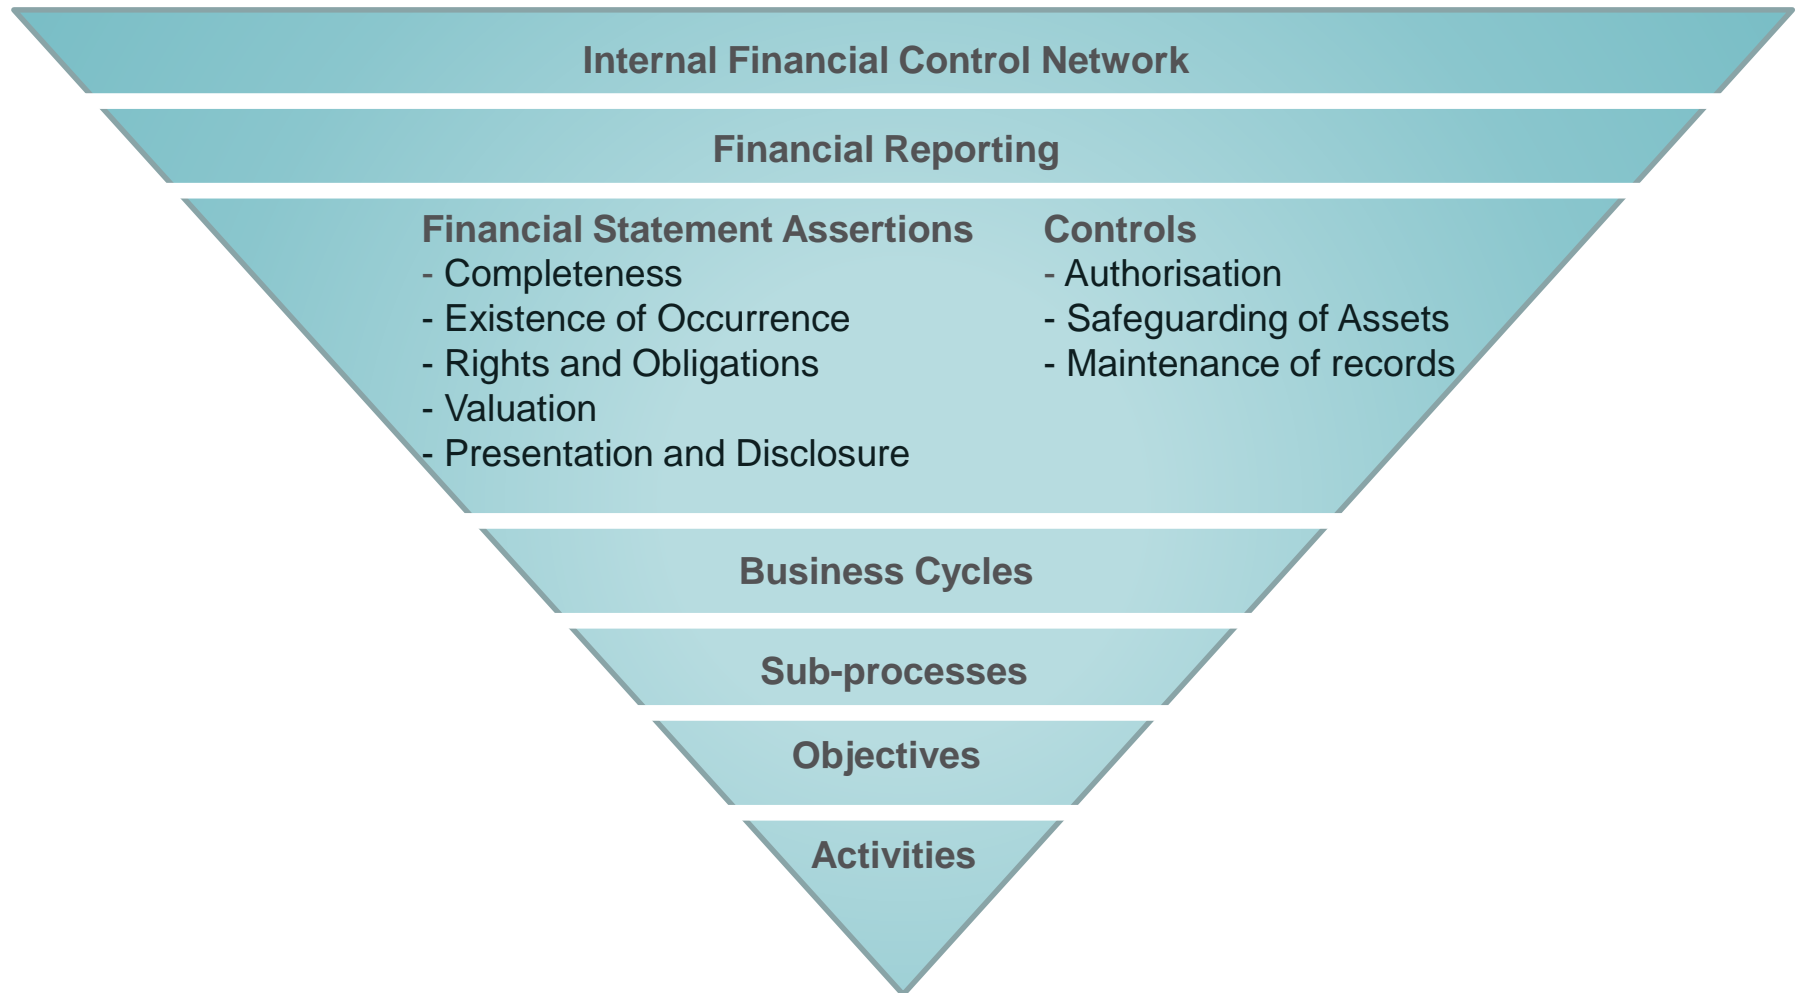 Internal Financial Control Network
Financial Reporting
Financial Statement Assertions
- Completeness
- Existence of Occurrence
- Rights and Obligations
- Valuation
- Presentation and Disclosure
Controls
- Authorisation
- Safeguarding of Assets
- Maintenance of records
Business Cycles
Sub-processes
Objectives
Activities